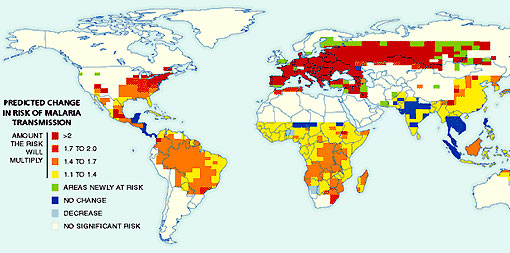 PREDICTED CHANGE
IN RISK OF MALARIA
TRANSMISSION
AMOUNT
THE RISK
WILL
MULTIPLY
>2
1.7 TO 2.0
1.4 TO 1.7
1.1 TO 1.4
AREAS NEWLY AT RISK
NO CHANGE
DECREASE
NO SIGNIFICANT RISK